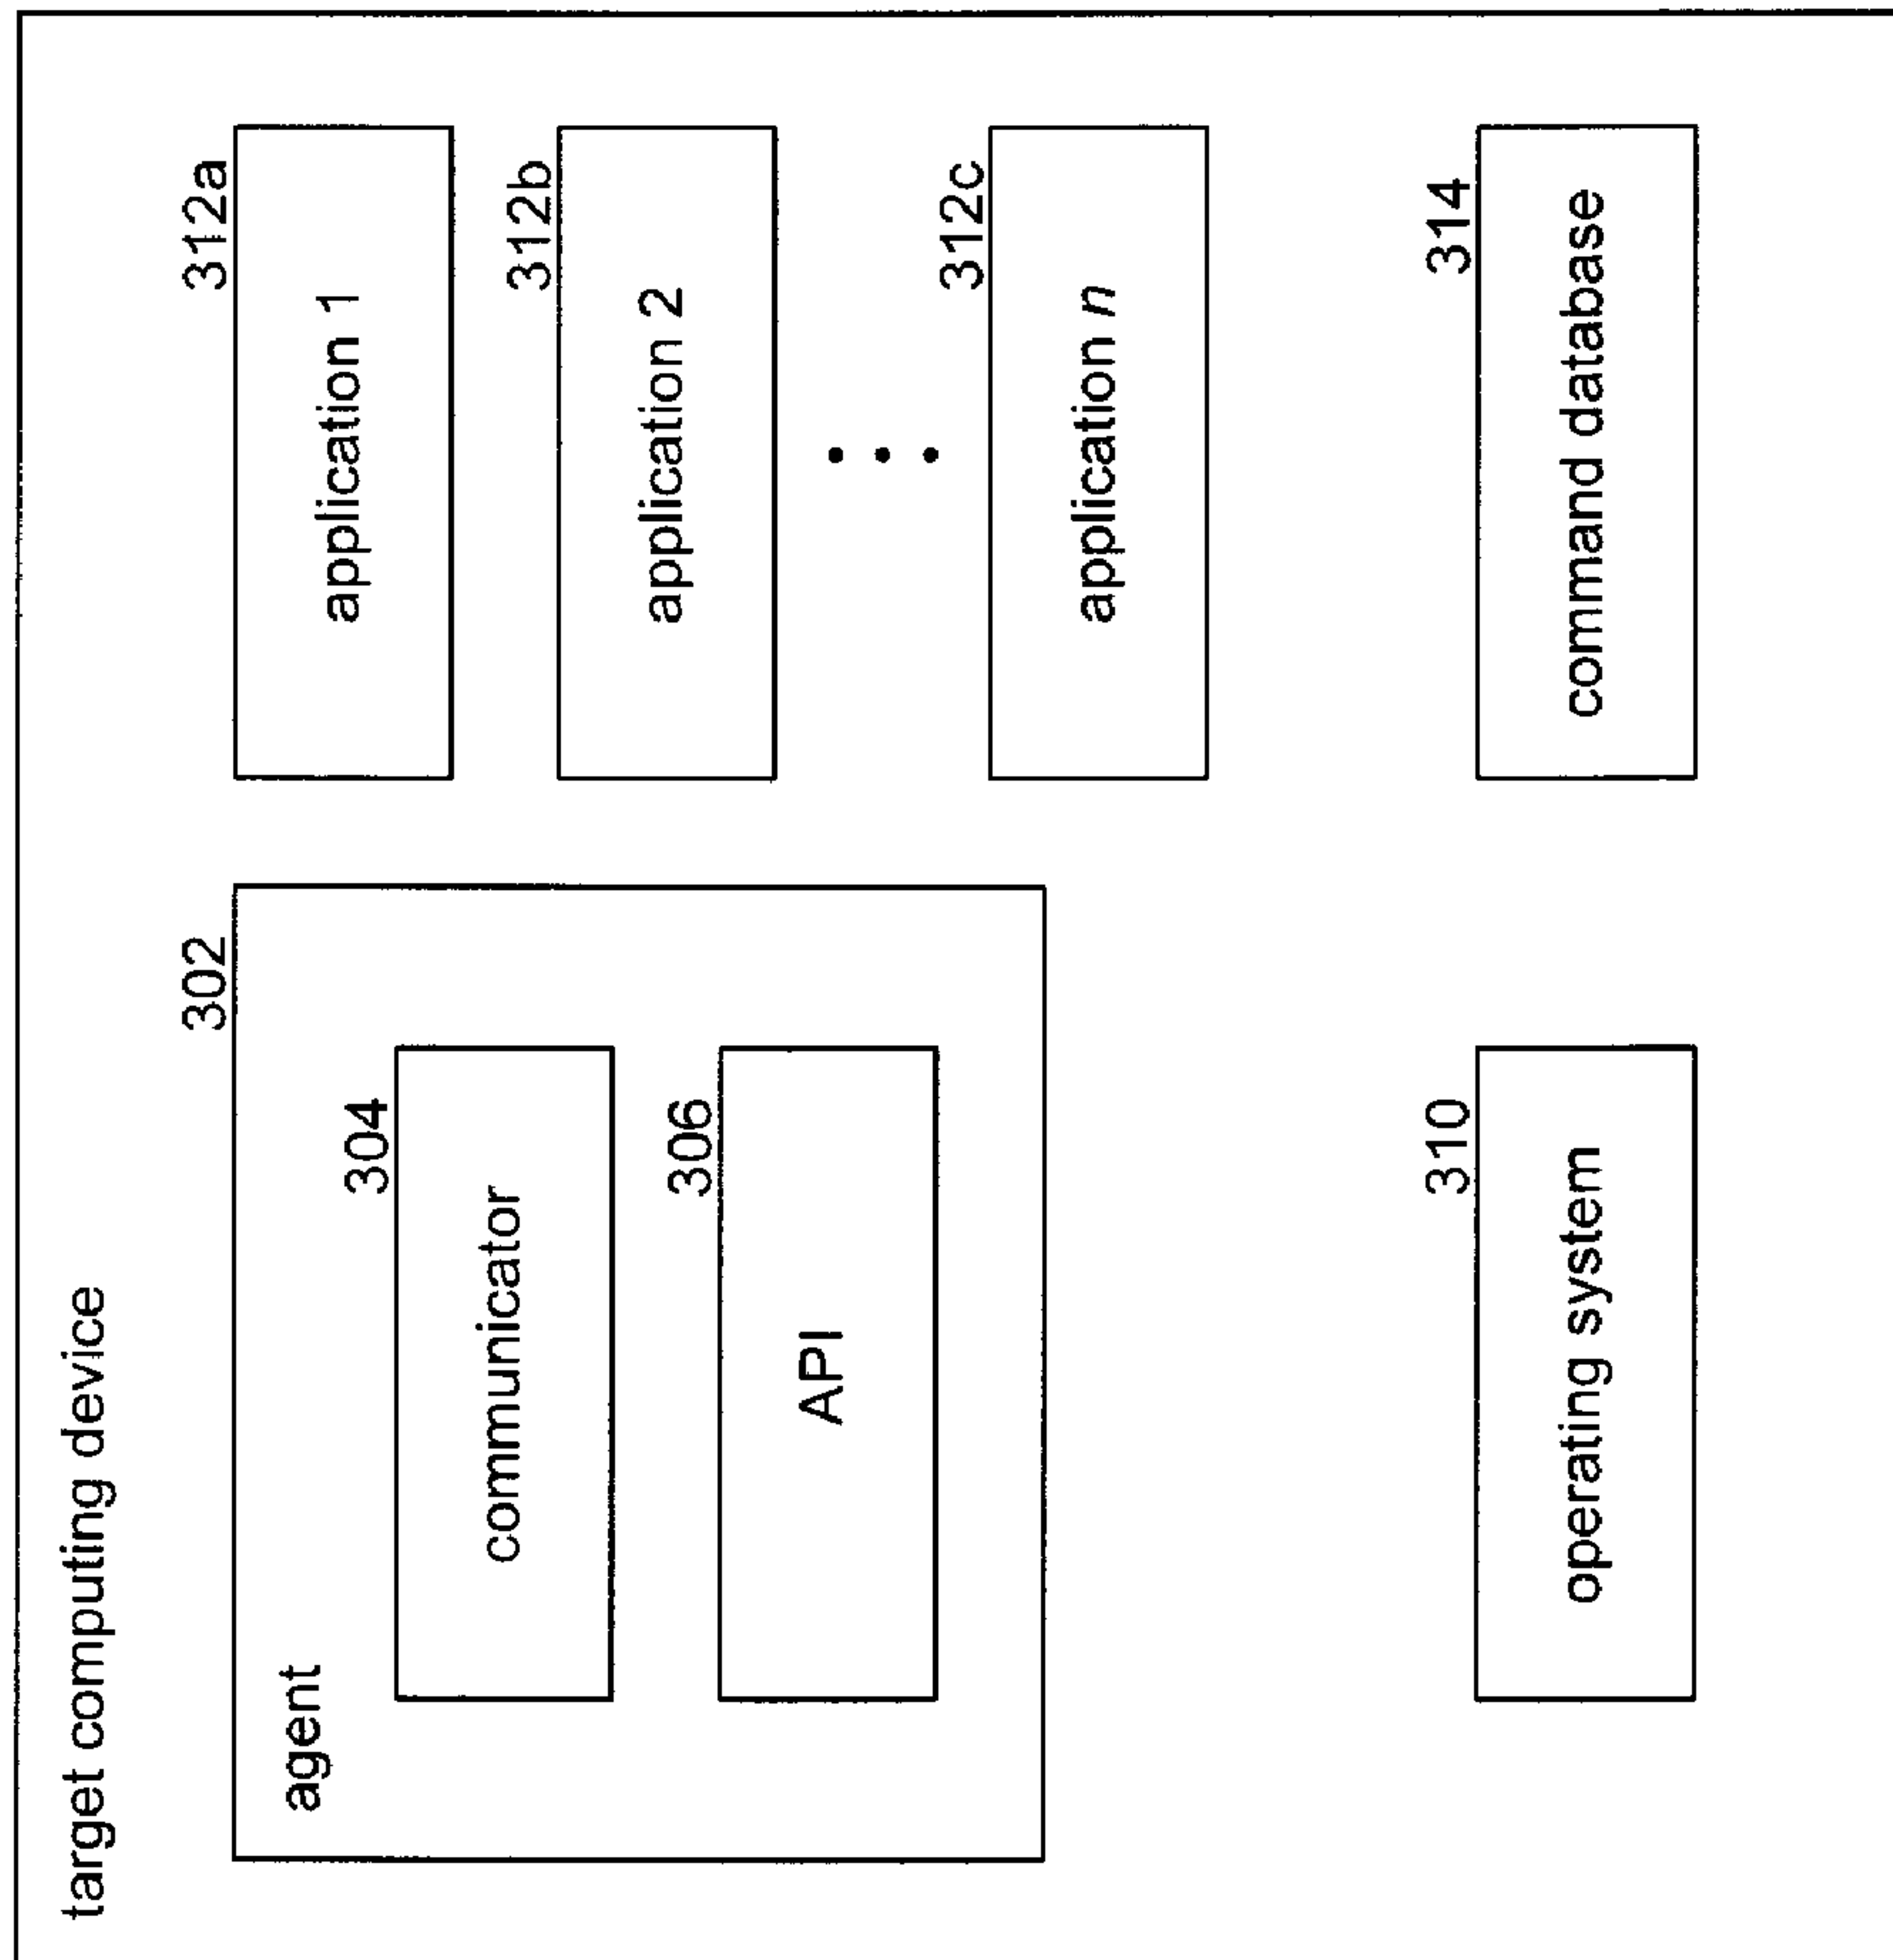 target computing device
302
agent
304
communicator
306
API
310
operating system
312a
application 1
312b
application 2
312c
application n
314
command database